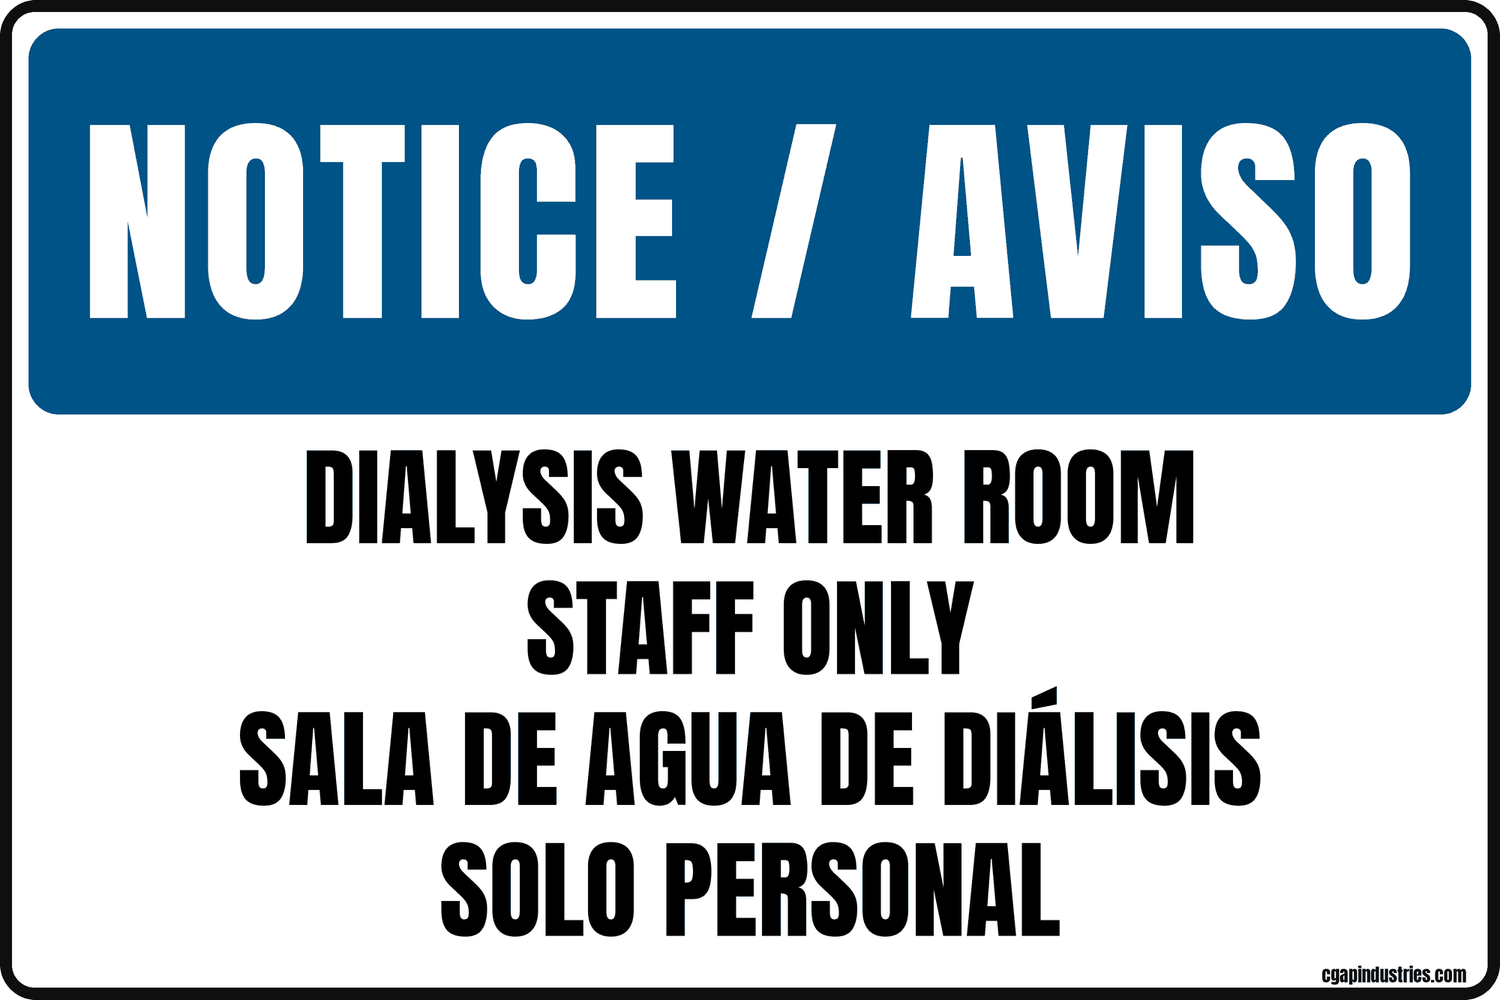 NOTICE / AVISO
DIALYSIS WATER ROOM
STAFF ONLY
SALA DE AGUA DE DIÁLISIS
SOLO PERSONAL
cgapindustries.com